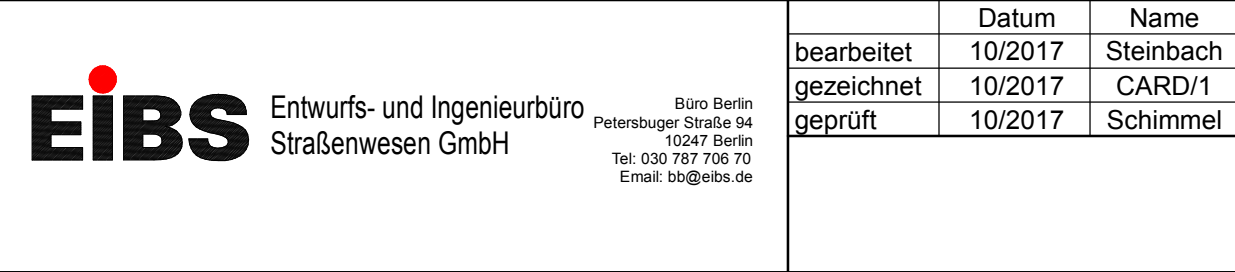 EiBS
Entwurfs- und Ingenieurbüro
Straßenwesen GmbH
Büro Berlin
Petersbuger Straße 94
10247 Berlin
Tel: 030 787 706 70
Email: bb@eibs.de
Datum Name
bearbeitet 10/2017 Steinbach
gezeichnet 10/2017 CARD/1
geprüft 10/2017 Schimmel